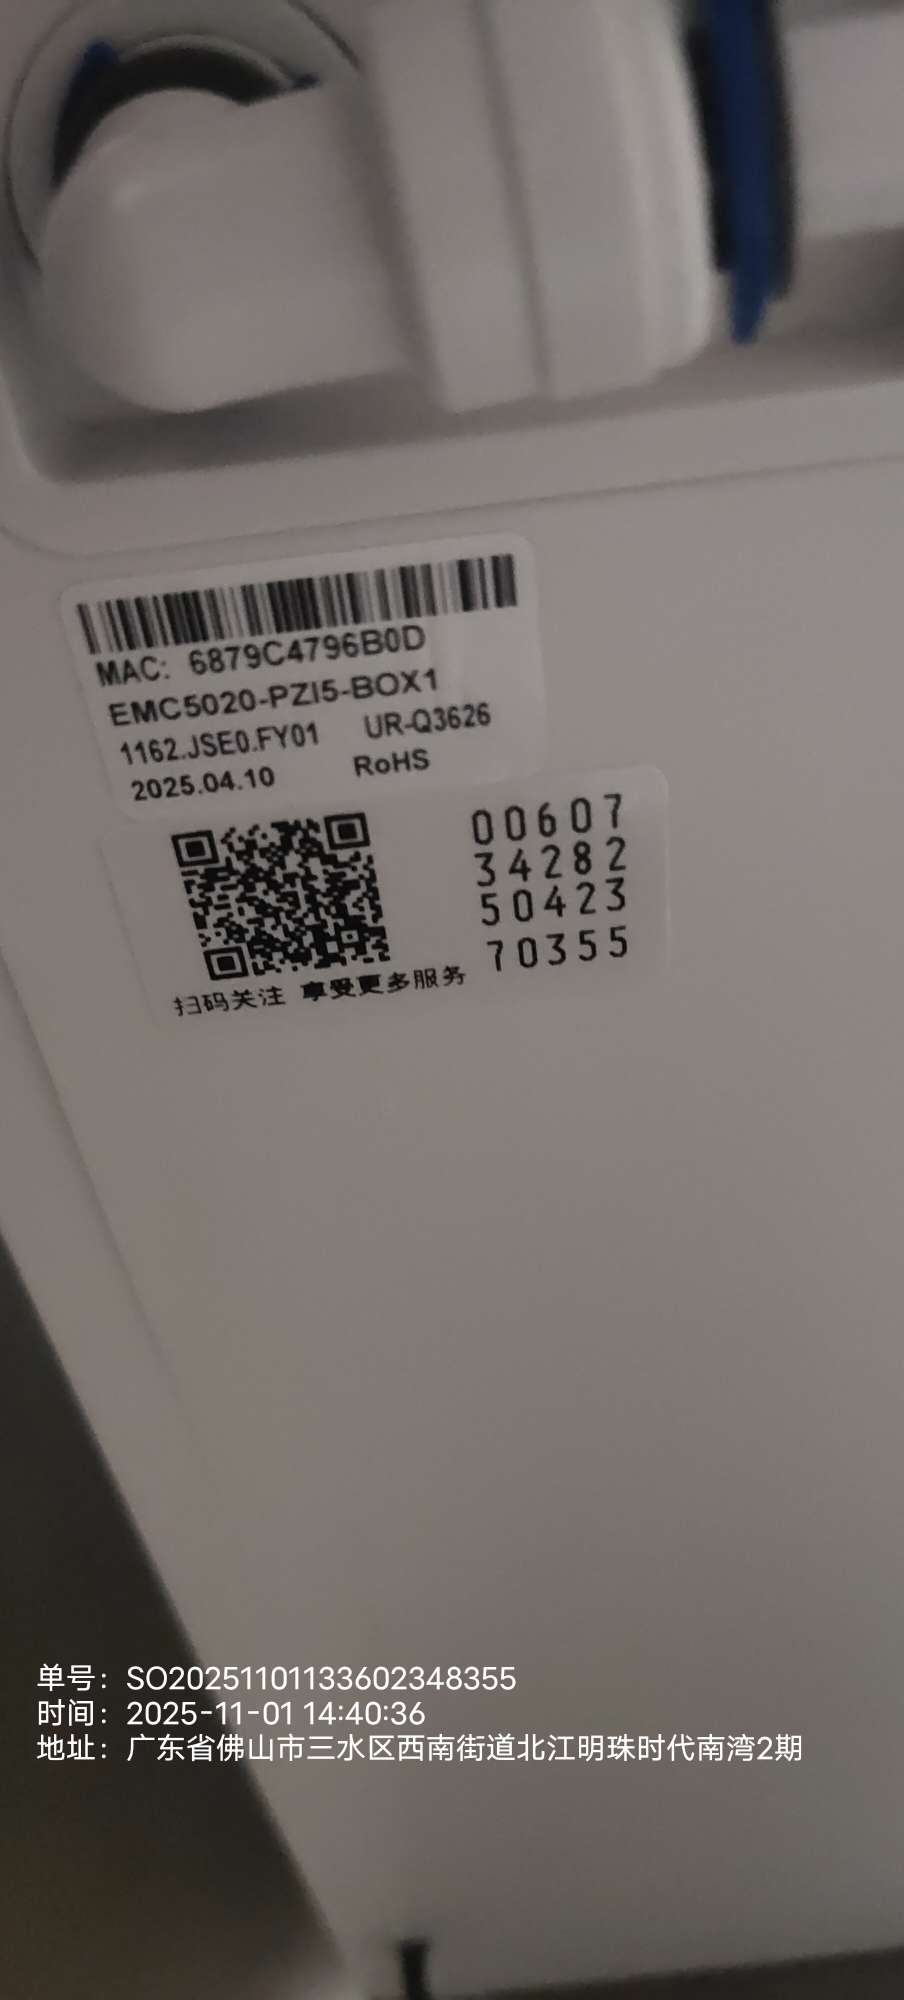 MAC: 6879C4796B0D
EMC5020-PZI5-BOX1
1162.JSE0.FY01 UR-Q3626
2025.04.10 RoHS
00607
34282
50423
70355
扫码关注 享受更多服务
单号：SO20251101133602348355
时间：2025-11-01 14:40:36
地址：广东省佛山市三水区西南街道北江明珠时代南湾2期